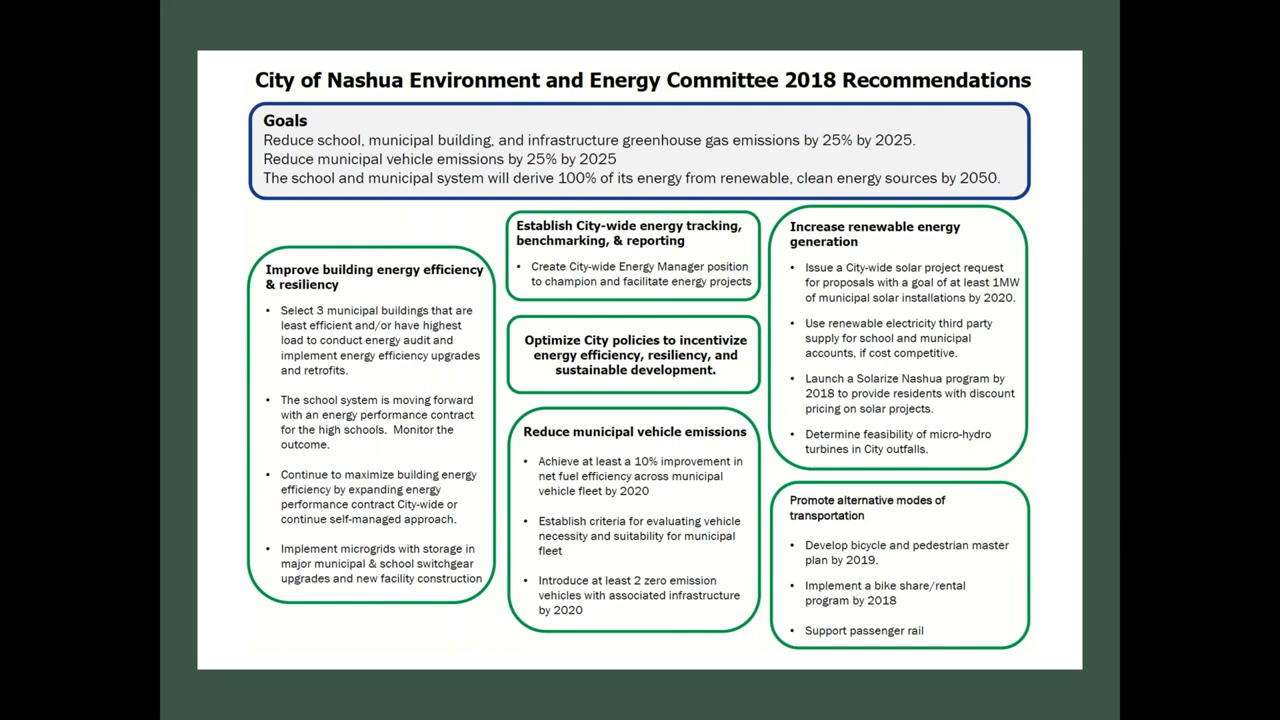 City of Nashua Environment and Energy Committee 2018 Recommendations
Goals
Reduce school, municipal building, and infrastructure greenhouse gas emissions by 25% by 2025.
Reduce municipal vehicle emissions by 25% by 2025
The school and municipal system will derive 100% of its energy from renewable, clean energy sources by 2050.
Improve building energy efficiency
& resiliency
• Select 3 municipal buildings that are
least efficient and/or have highest
load to conduct energy audit and
implement energy efficiency upgrades
and retrofits.
• The school system is moving forward
with an energy performance contract
for the high schools. Monitor the
outcome.
• Continue to maximize building energy
efficiency by expanding energy
performance contract City-wide or
continue self-managed approach.
• Implement microgrids with storage in
major municipal & school switchgear
upgrades and new facility construction
Establish City-wide energy tracking,
benchmarking, & reporting
• Create City-wide Energy Manager position
to champion and facilitate energy projects
Optimize City policies to incentivize
energy efficiency, resiliency, and
sustainable development.
Reduce municipal vehicle emissions
• Achieve at least a 10% improvement in
net fuel efficiency across municipal
vehicle fleet by 2020
• Establish criteria for evaluating vehicle
necessity and suitability for municipal
fleet
• Introduce at least 2 zero emission
vehicles with associated infrastructure
by 2020
Increase renewable energy
generation
• Issue a City-wide solar project request
for proposals with a goal of at least 1MW
of municipal solar installations by 2020.
• Use renewable electricity third party
supply for school and municipal
accounts, if cost competitive.
• Launch a Solarize Nashua program by
2018 to provide residents with discount
pricing on solar projects.
• Determine feasibility of micro-hydro
turbines in City outfalls.
Promote alternative modes of
transportation
• Develop bicycle and pedestrian master
plan by 2019.
• Implement a bike share/rental
program by 2018
• Support passenger rail